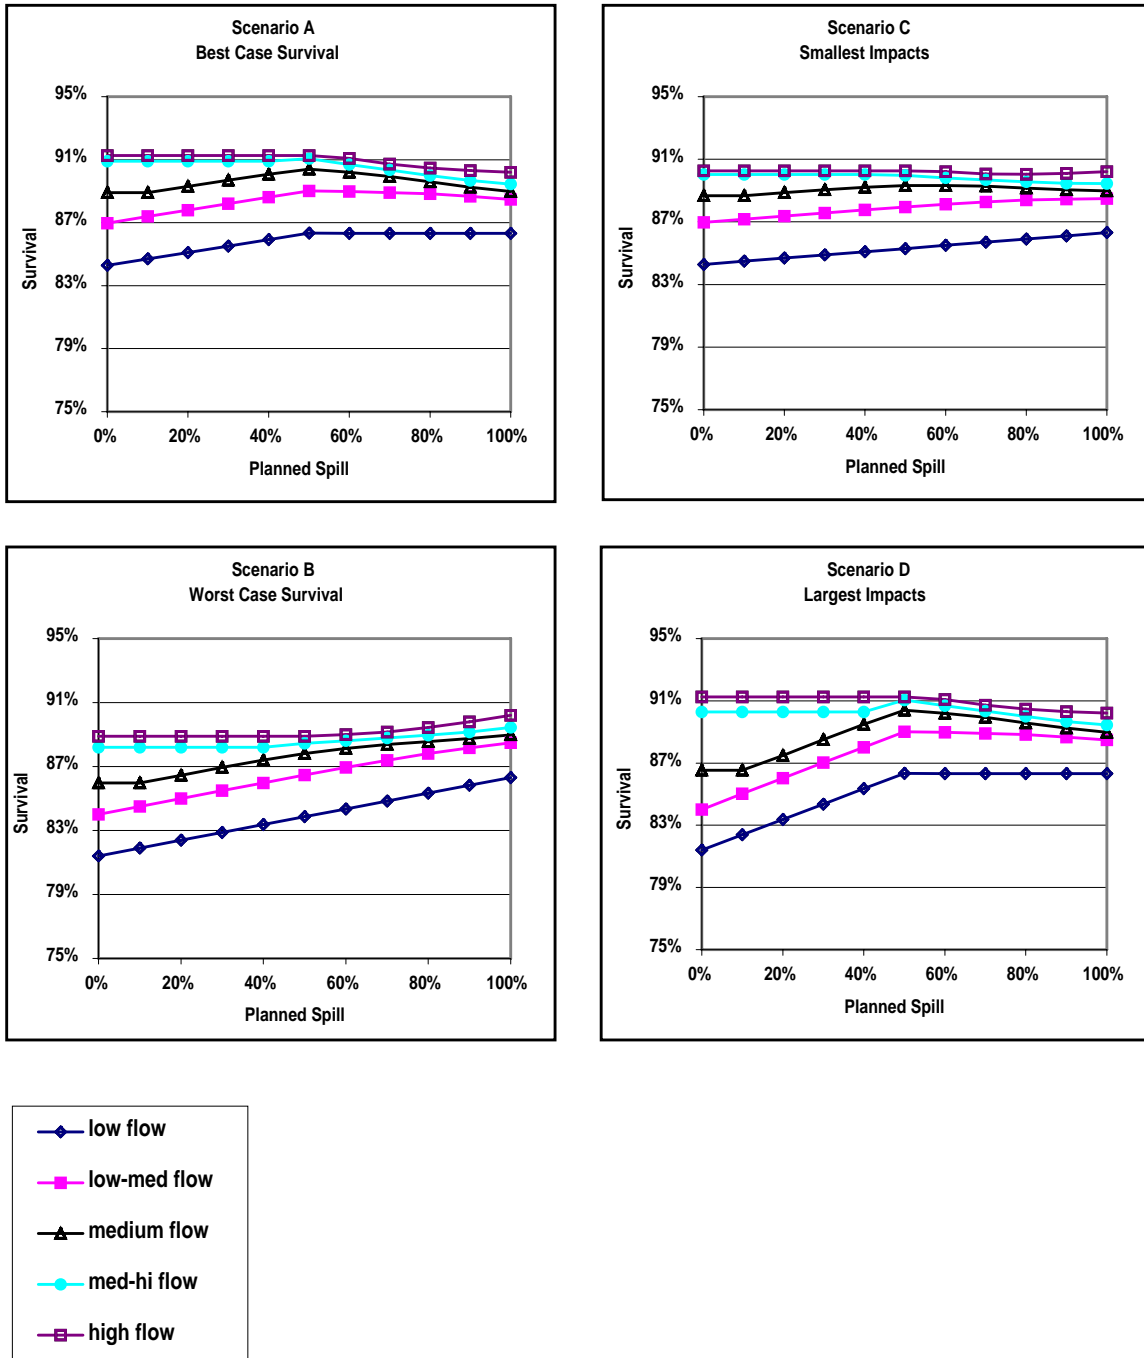 Scenario A
Best Case Survival
95%
91%
87%
83%
79%
75%
Survival
0%
20%
40%
60%
80%
100%
Planned Spill
Scenario C
Smallest Impacts
95%
91%
87%
83%
79%
75%
Survival
0%
20%
40%
60%
80%
100%
Planned Spill
Scenario B
Worst Case Survival
95%
91%
87%
83%
79%
75%
Survival
0%
20%
40%
60%
80%
100%
Planned Spill
Scenario D
Largest Impacts
95%
91%
87%
83%
79%
75%
Survival
0%
20%
40%
60%
80%
100%
Planned Spill
low flow
low-med flow
medium flow
med-hi flow
high flow